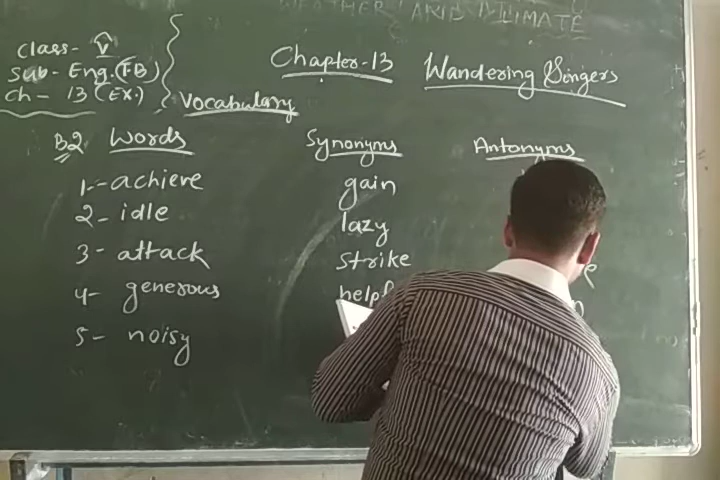 WEATHER AND CLIMATE
Class- V
Sub- Eng. (FB)
Ch- 13 (EX.)
Chapter-13 Wandering Singers
Vocabulary
B2 Words Synonyms Antonyms
1- achieve gain
2- idle lazy
3- attack strike
4- generous
5- noisy